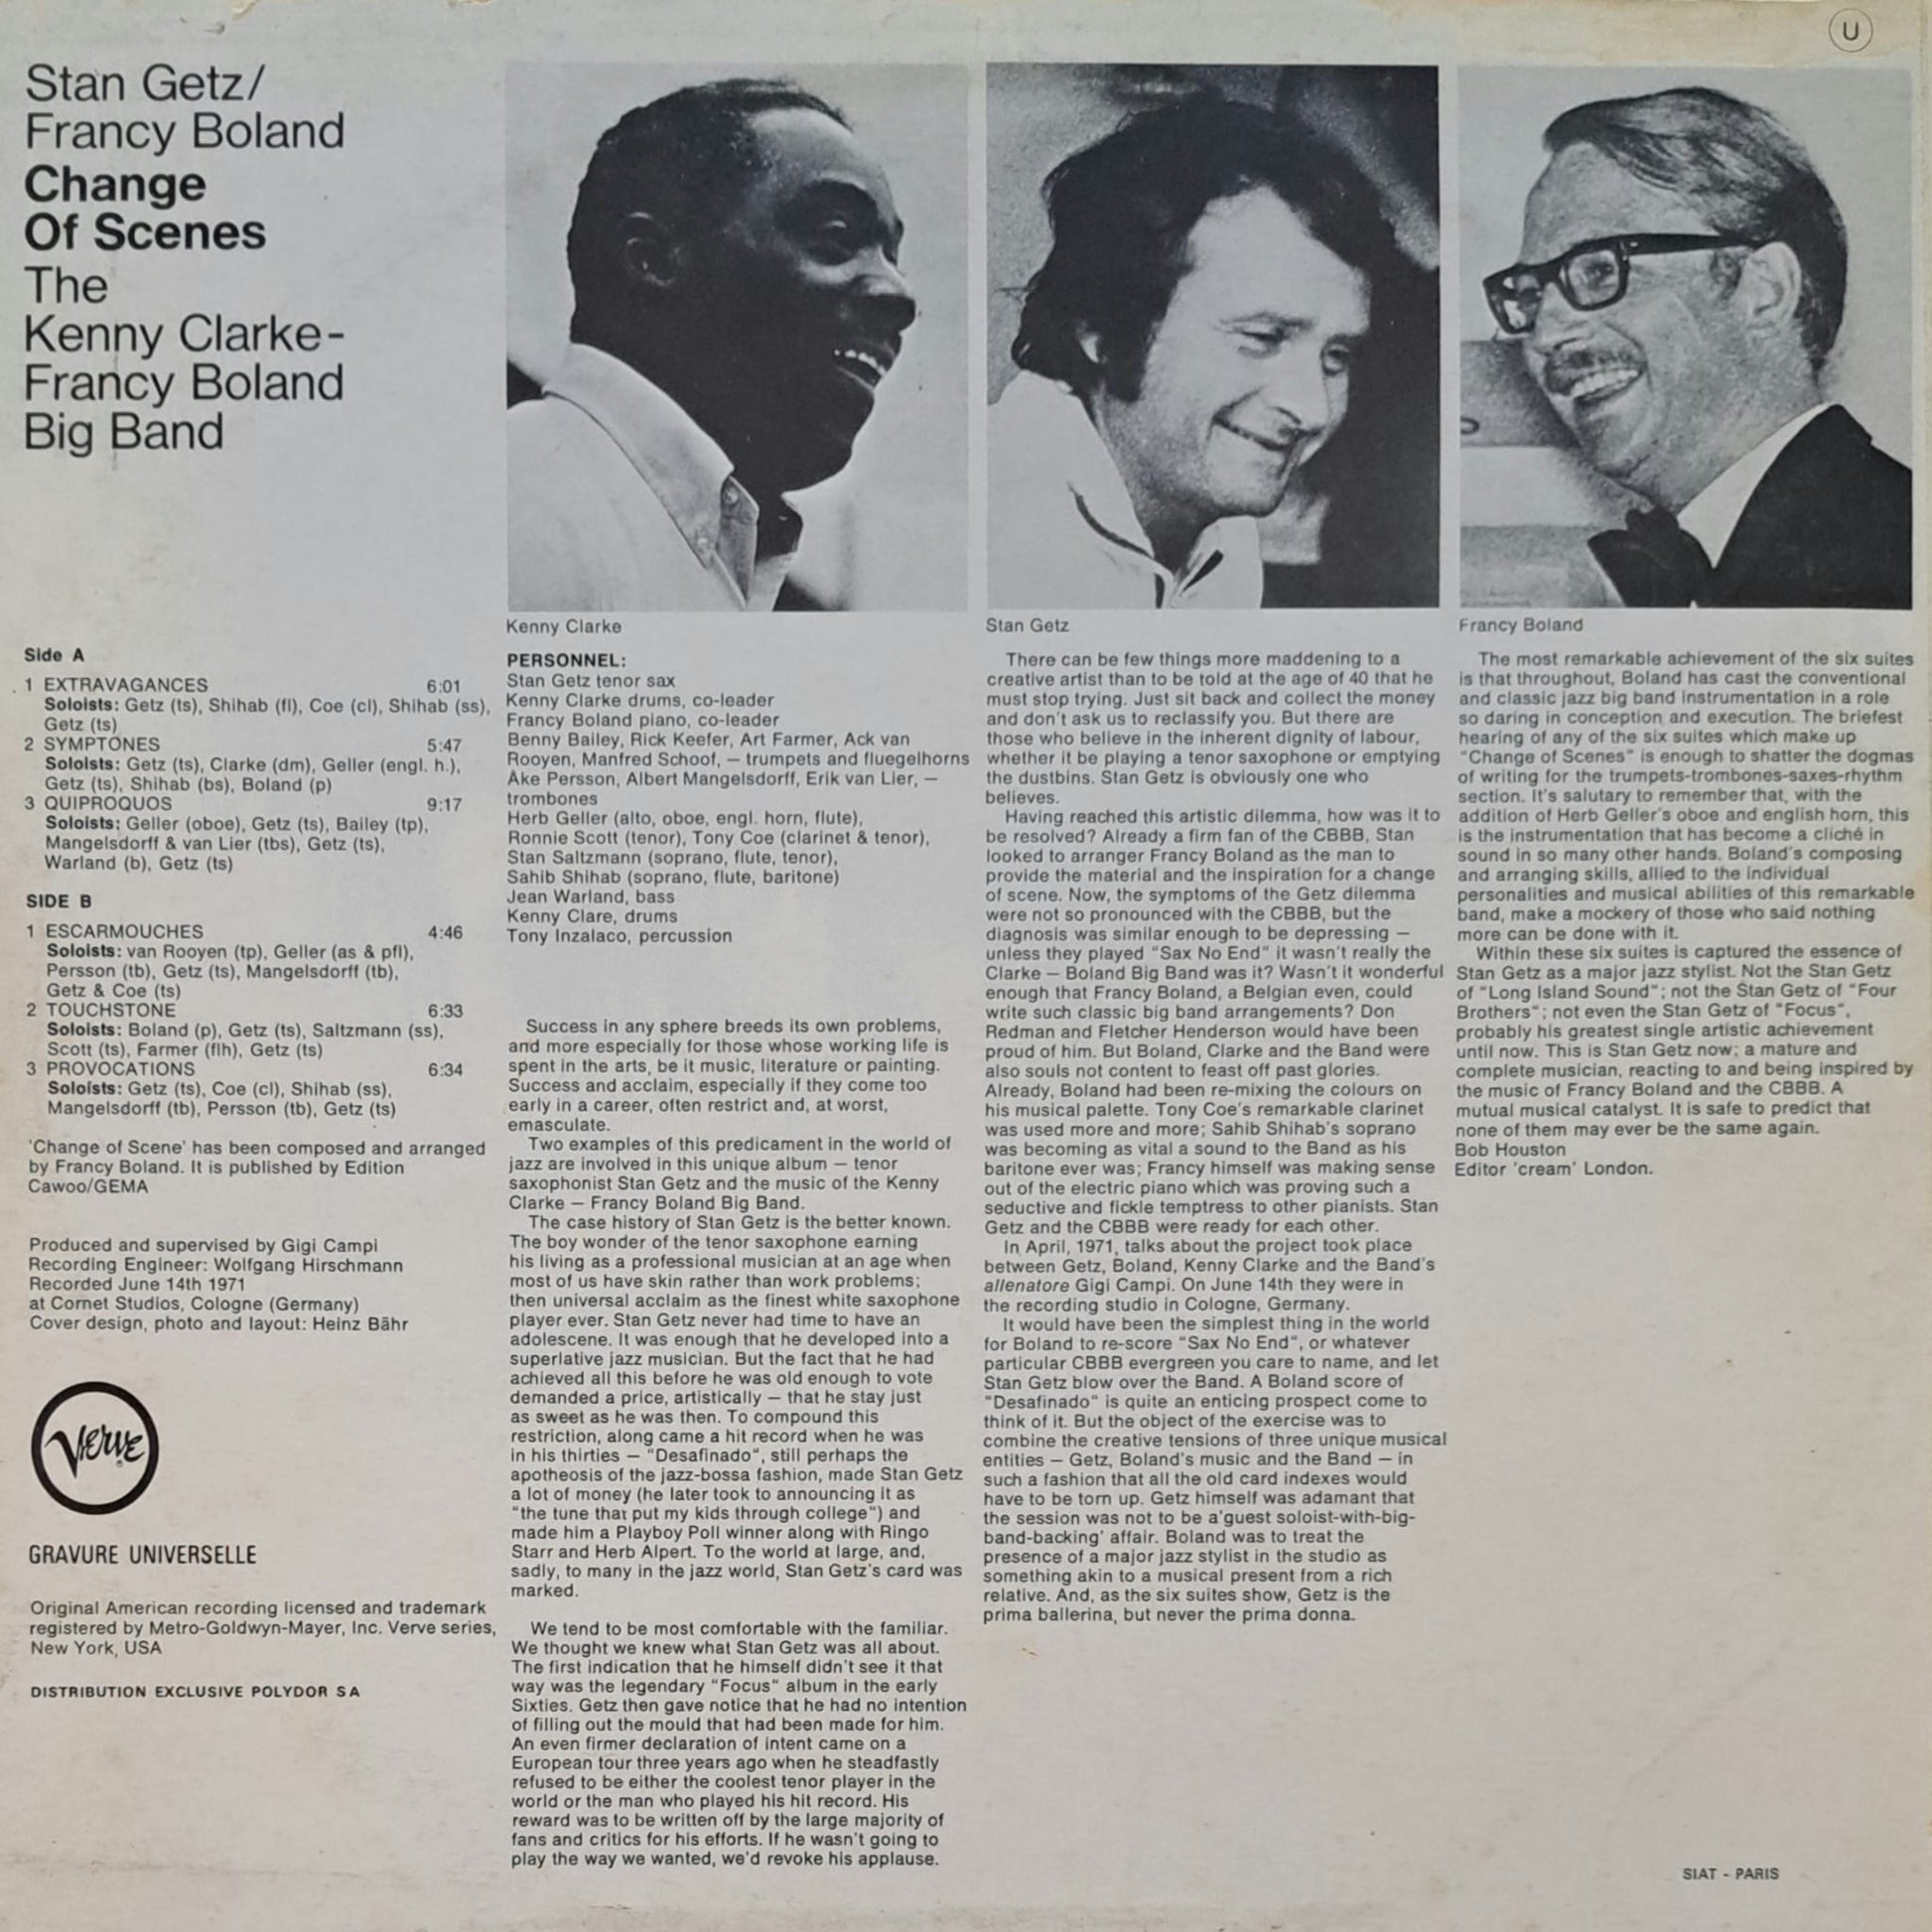 U
Stan Getz/
Francy Boland
Change
Of Scenes
The
Kenny Clarke-
Francy Boland
Big Band
Side A
1 EXTRAVAGANCES 6:01
Soloists: Getz (ts), Shihab (fl), Coe (cl), Shihab (ss),
Getz (ts)
2 SYMPTONES 5:47
Soloists: Getz (ts), Clarke (dm), Geller (engl. h.),
Getz (ts), Shihab (bs), Boland (p)
3 QUIPROQUOS 9:17
Soloists: Geller (oboe), Getz (ts), Bailey (tp),
Mangelsdorff & van Lier (tbs), Getz (ts),
Warland (b), Getz (ts)
SIDE B
1 ESCARMOUCHES 4:46
Soloists: van Rooyen (tp), Geller (as & pfl),
Persson (tb), Getz (ts), Mangelsdorff (tb),
Getz & Coe (ts)
2 TOUCHSTONE 6:33
Soloists: Boland (p), Getz (ts), Saltzmann (ss),
Scott (ts), Farmer (flh), Getz (ts)
3 PROVOCATIONS 6:34
Soloists: Getz (ts), Coe (cl), Shihab (ss),
Mangelsdorff (tb), Persson (tb), Getz (ts)
'Change of Scene' has been composed and arranged
by Francy Boland. It is published by Edition
Cawoo/GEMA
Produced and supervised by Gigi Campi
Recording Engineer: Wolfgang Hirschmann
Recorded June 14th 1971
at Cornet Studios, Cologne (Germany)
Cover design, photo and layout: Heinz Bähr
Verve
®
GRAVURE UNIVERSELLE
Original American recording licensed and trademark
registered by Metro-Goldwyn-Mayer, Inc. Verve series,
New York, USA
DISTRIBUTION EXCLUSIVE POLYDOR SA
Kenny Clarke
PERSONNEL:
Stan Getz tenor sax
Kenny Clarke drums, co-leader
Francy Boland piano, co-leader
Benny Bailey, Rick Keefer, Art Farmer, Ack van
Rooyen, Manfred Schoof, — trumpets and fluegelhorns
Åke Persson, Albert Mangelsdorff, Erik van Lier, —
trombones
Herb Geller (alto, oboe, engl. horn, flute),
Ronnie Scott (tenor), Tony Coe (clarinet & tenor),
Stan Saltzmann (soprano, flute, tenor),
Sahib Shihab (soprano, flute, baritone)
Jean Warland, bass
Kenny Clare, drums
Tony Inzalaco, percussion
Success in any sphere breeds its own problems,
and more especially for those whose working life is
spent in the arts, be it music, literature or painting.
Success and acclaim, especially if they come too
early in a career, often restrict and, at worst,
emasculate.
Two examples of this predicament in the world of
jazz are involved in this unique album — tenor
saxophonist Stan Getz and the music of the Kenny
Clarke — Francy Boland Big Band.
The case history of Stan Getz is the better known.
The boy wonder of the tenor saxophone earning
his living as a professional musician at an age when
most of us have skin rather than work problems;
then universal acclaim as the finest white saxophone
player ever. Stan Getz never had time to have an
adolescene. It was enough that he developed into a
superlative jazz musician. But the fact that he had
achieved all this before he was old enough to vote
demanded a price, artistically — that he stay just
as sweet as he was then. To compound this
restriction, along came a hit record when he was
in his thirties — "Desafinado", still perhaps the
apotheosis of the jazz-bossa fashion, made Stan Getz
a lot of money (he later took to announcing it as
"the tune that put my kids through college") and
made him a Playboy Poll winner along with Ringo
Starr and Herb Alpert. To the world at large, and,
sadly, to many in the jazz world, Stan Getz's card was
marked.
We tend to be most comfortable with the familiar.
We thought we knew what Stan Getz was all about.
The first indication that he himself didn't see it that
way was the legendary "Focus" album in the early
Sixties. Getz then gave notice that he had no intention
of filling out the mould that had been made for him.
An even firmer declaration of intent came on a
European tour three years ago when he steadfastly
refused to be either the coolest tenor player in the
world or the man who played his hit record. His
reward was to be written off by the large majority of
fans and critics for his efforts. If he wasn't going to
play the way we wanted, we'd revoke his applause.
Stan Getz
There can be few things more maddening to a
creative artist than to be told at the age of 40 that he
must stop trying. Just sit back and collect the money
and don't ask us to reclassify you. But there are
those who believe in the inherent dignity of labour,
whether it be playing a tenor saxophone or emptying
the dustbins. Stan Getz is obviously one who
believes.
Having reached this artistic dilemma, how was it to
be resolved? Already a firm fan of the CBBB, Stan
looked to arranger Francy Boland as the man to
provide the material and the inspiration for a change
of scene. Now, the symptoms of the Getz dilemma
were not so pronounced with the CBBB, but the
diagnosis was similar enough to be depressing —
unless they played "Sax No End" it wasn't really the
Clarke — Boland Big Band was it? Wasn't it wonderful
enough that Francy Boland, a Belgian even, could
write such classic big band arrangements? Don
Redman and Fletcher Henderson would have been
proud of him. But Boland, Clarke and the Band were
also souls not content to feast off past glories.
Already, Boland had been re-mixing the colours on
his musical palette. Tony Coe's remarkable clarinet
was used more and more; Sahib Shihab's soprano
was becoming as vital a sound to the Band as his
baritone ever was; Francy himself was making sense
out of the electric piano which was proving such a
seductive and fickle temptress to other pianists. Stan
Getz and the CBBB were ready for each other.
In April, 1971, talks about the project took place
between Getz, Boland, Kenny Clarke and the Band's
allenatore Gigi Campi. On June 14th they were in
the recording studio in Cologne, Germany.
It would have been the simplest thing in the world
for Boland to re-score "Sax No End", or whatever
particular CBBB evergreen you care to name, and let
Stan Getz blow over the Band. A Boland score of
"Desafinado" is quite an enticing prospect come to
think of it. But the object of the exercise was to
combine the creative tensions of three unique musical
entities — Getz, Boland's music and the Band — in
such a fashion that all the old card indexes would
have to be torn up. Getz himself was adamant that
the session was not to be a'guest soloist-with-big-
band-backing' affair. Boland was to treat the
presence of a major jazz stylist in the studio as
something akin to a musical present from a rich
relative. And, as the six suites show, Getz is the
prima ballerina, but never the prima donna.
Francy Boland
The most remarkable achievement of the six suites
is that throughout, Boland has cast the conventional
and classic jazz big band instrumentation in a role
so daring in conception and execution. The briefest
hearing of any of the six suites which make up
"Change of Scenes" is enough to shatter the dogmas
of writing for the trumpets-trombones-saxes-rhythm
section. It's salutary to remember that, with the
addition of Herb Geller's oboe and english horn, this
is the instrumentation that has become a cliché in
sound in so many other hands. Boland's composing
and arranging skills, allied to the individual
personalities and musical abilities of this remarkable
band, make a mockery of those who said nothing
more can be done with it.
Within these six suites is captured the essence of
Stan Getz as a major jazz stylist. Not the Stan Getz
of "Long Island Sound"; not the Stan Getz of "Four
Brothers"; not even the Stan Getz of "Focus",
probably his greatest single artistic achievement
until now. This is Stan Getz now; a mature and
complete musician, reacting to and being inspired by
the music of Francy Boland and the CBBB. A
mutual musical catalyst. It is safe to predict that
none of them may ever be the same again.
Bob Houston
Editor 'cream' London.
SIAT - PARIS